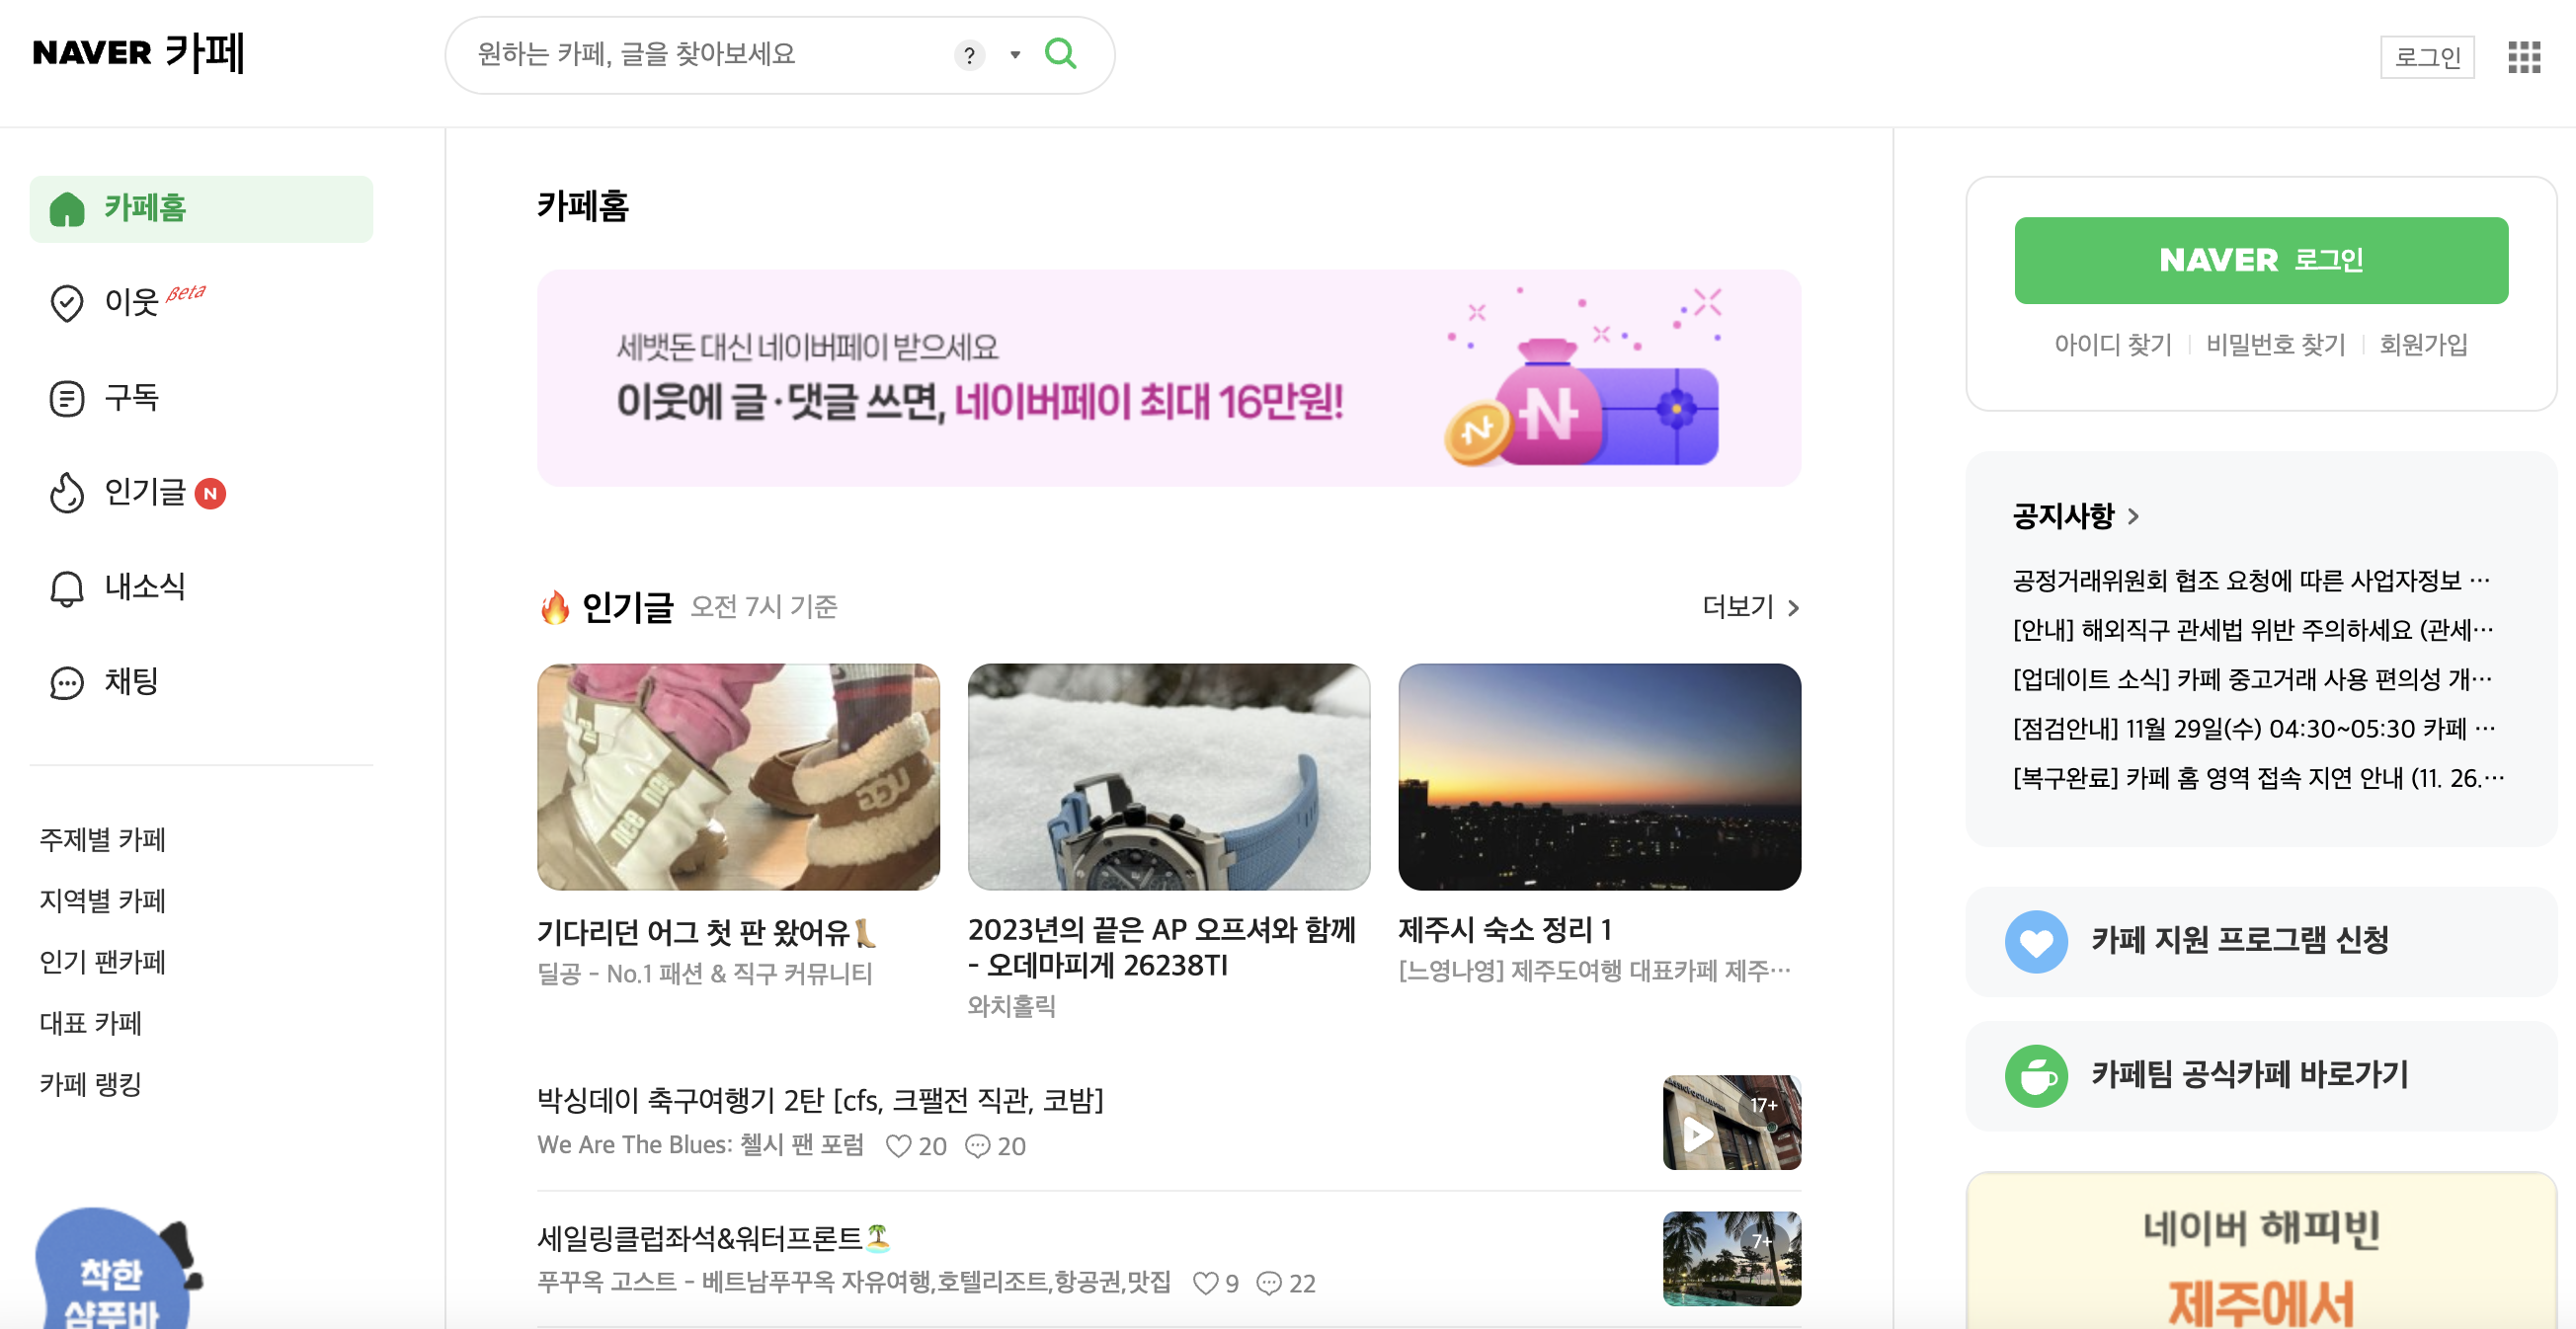 NAVER 카페
원하는 카페, 글을 찾아보세요
?
로그인
카페홈
이웃 βeta
구독
인기글 N
내소식
채팅
주제별 카페
지역별 카페
인기 팬카페
대표 카페
카페 랭킹
착한
샴푸바
카페홈
세뱃돈 대신 네이버페이 받으세요
이웃에 글·댓글 쓰면, 네이버페이 최대 16만원!
N
N
인기글 오전 7시 기준
더보기
nce
nce
UGG
기다리던 어그 첫 판 왔어유
딜공 - No.1 패션 & 직구 커뮤니티
2023년의 끝은 AP 오프셔와 함께
- 오데마피게 26238TI
와치홀릭
제주시 숙소 정리 1
[느영나영] 제주도여행 대표카페 제주…
박싱데이 축구여행기 2탄 [cfs, 크팰전 직관, 코밤]
We Are The Blues: 첼시 팬 포럼 20 20
17+
세일링클럽좌석&워터프론트
푸꾸옥 고스트 - 베트남푸꾸옥 자유여행,호텔리조트,항공권,맛집 9 22
7+
NAVER 로그인
아이디 찾기 비밀번호 찾기 회원가입
공지사항
공정거래위원회 협조 요청에 따른 사업자정보 …
[안내] 해외직구 관세법 위반 주의하세요 (관세…
[업데이트 소식] 카페 중고거래 사용 편의성 개…
[점검안내] 11월 29일(수) 04:30~05:30 카페 …
[복구완료] 카페 홈 영역 접속 지연 안내 (11. 26.…
카페 지원 프로그램 신청
카페팀 공식카페 바로가기
네이버 해피빈
제주에서